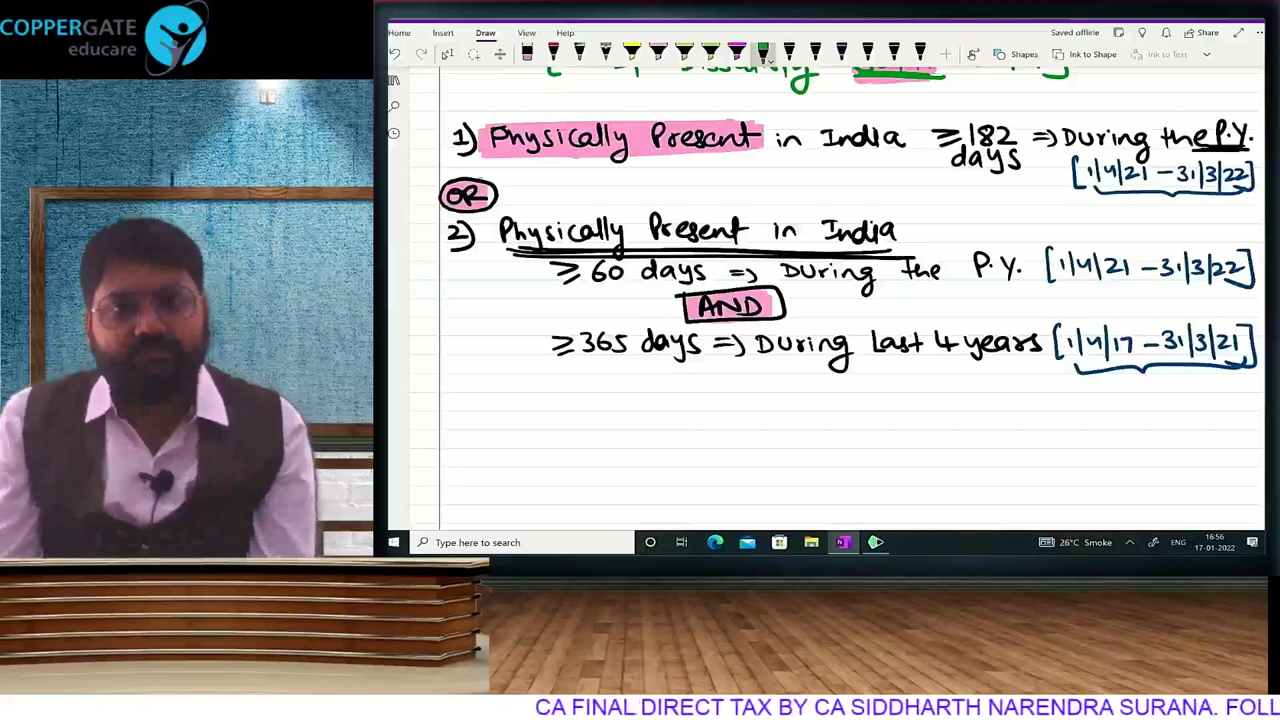 COPPERGATE
educare
Home Insert Draw View Help
Saved offline
Share
Shapes
Ink to Shape
Ink to Text
1) Physically Present in India ≥182 days => During the P.Y.
[1/4/21 - 31/3/22]
OR
2) Physically Present in India
≥ 60 days => During the P.Y. [1/4/21 - 31/3/22]
AND
≥365 days => During last 4 years [1/4/17 - 31/3/21]
Type here to search
26°C Smoke
ENG
16:56
17-01-2022
CA FINAL DIRECT TAX BY CA SIDDHARTH NARENDRA SURANA. FOLL